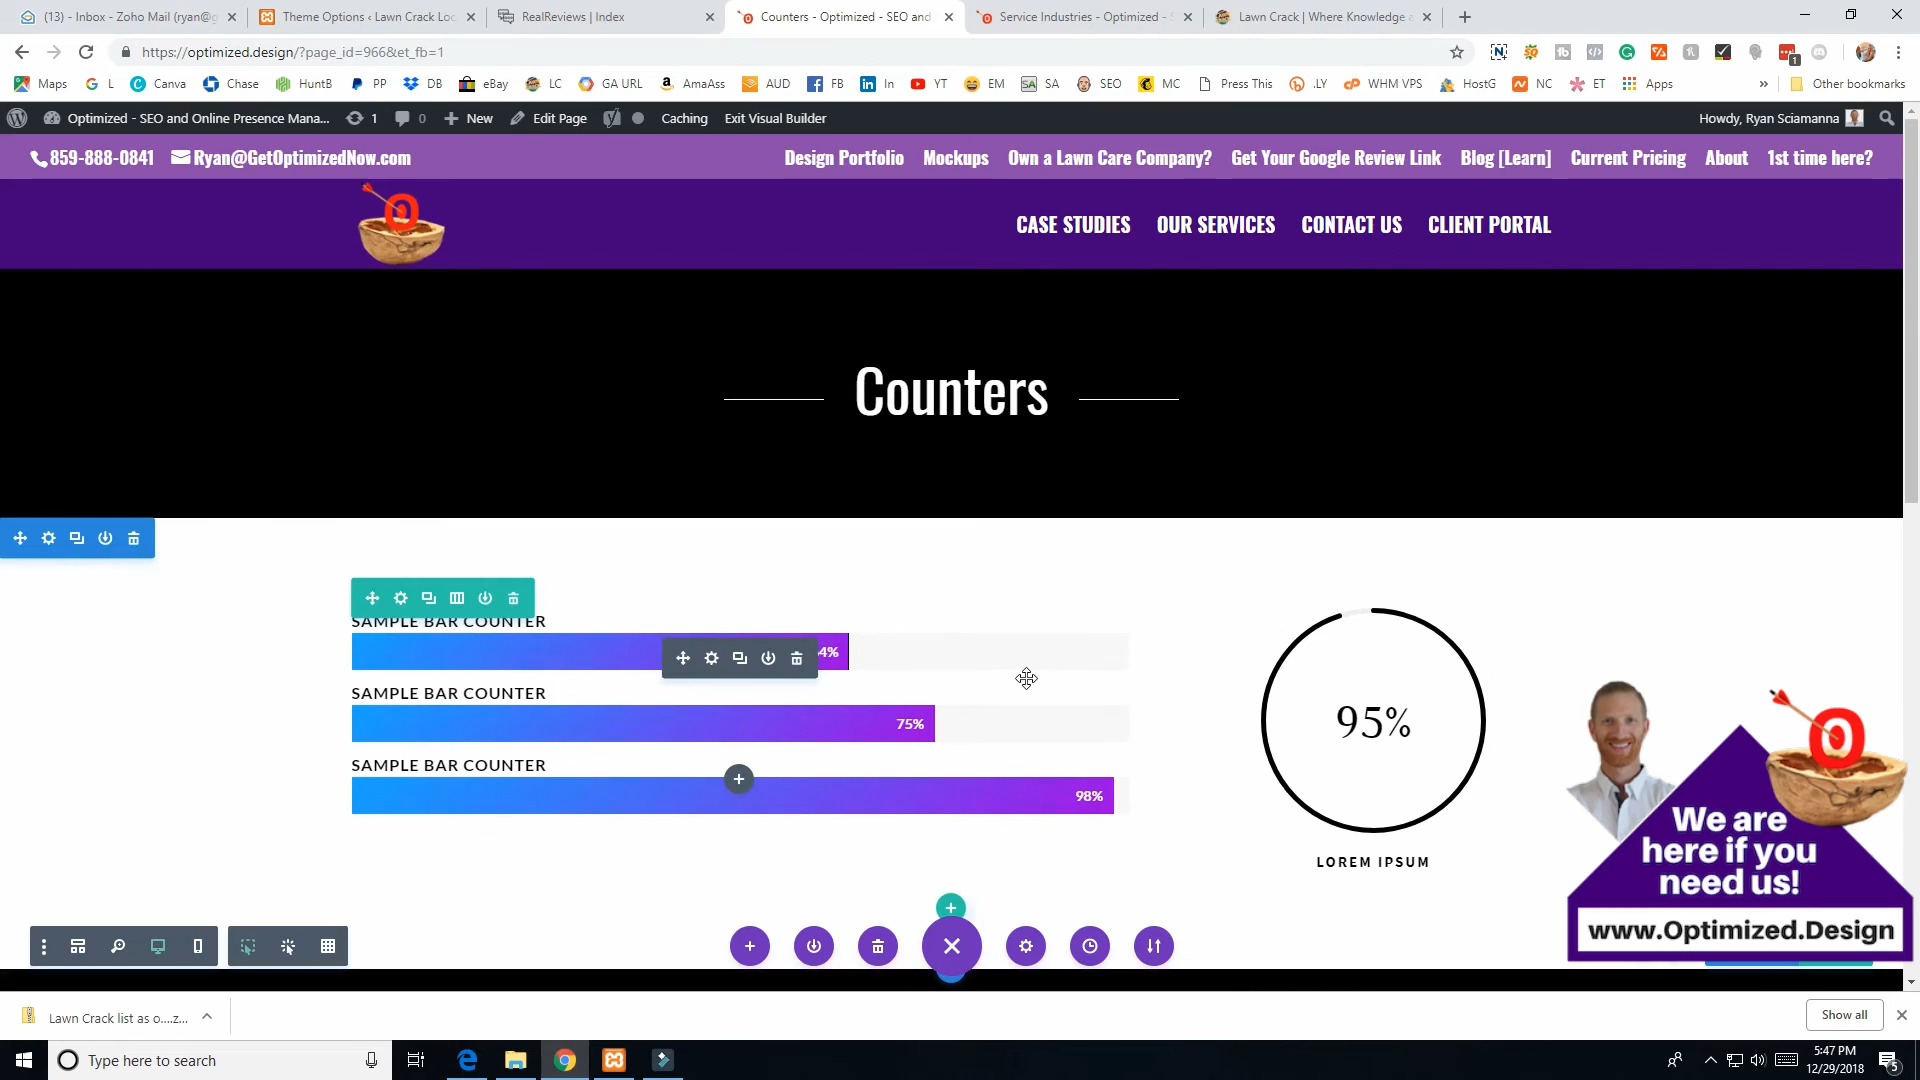 (13) - Inbox - Zoho Mail (ryan@g
Theme Options ‹ Lawn Crack Loc
RealReviews | Index
Counters - Optimized - SEO and
Service Industries - Optimized - S
Lawn Crack | Where Knowledge a
https://optimized.design/?page_id=966&et_fb=1
Maps
L
Canva
Chase
HuntB
PP
DB
eBay
LC
GA URL
AmaAss
AUD
FB
In
YT
EM
SA
SEO
MC
Press This
.LY
WHM VPS
HostG
NC
ET
Apps
»
Other bookmarks
Optimized - SEO and Online Presence Mana...
1
0
New
Edit Page
Caching
Exit Visual Builder
Howdy, Ryan Sciamanna
859-888-0841
Ryan@GetOptimizedNow.com
Design Portfolio
Mockups
Own a Lawn Care Company?
Get Your Google Review Link
Blog [Learn]
Current Pricing
About
1st time here?
CASE STUDIES
OUR SERVICES
CONTACT US
CLIENT PORTAL
Counters
SAMPLE BAR COUNTER
4%
SAMPLE BAR COUNTER
75%
SAMPLE BAR COUNTER
98%
95%
LOREM IPSUM
We are
here if you
need us!
www.Optimized.Design
Lawn Crack list as o....z...
Show all
Type here to search
5:47 PM
12/29/2018
5